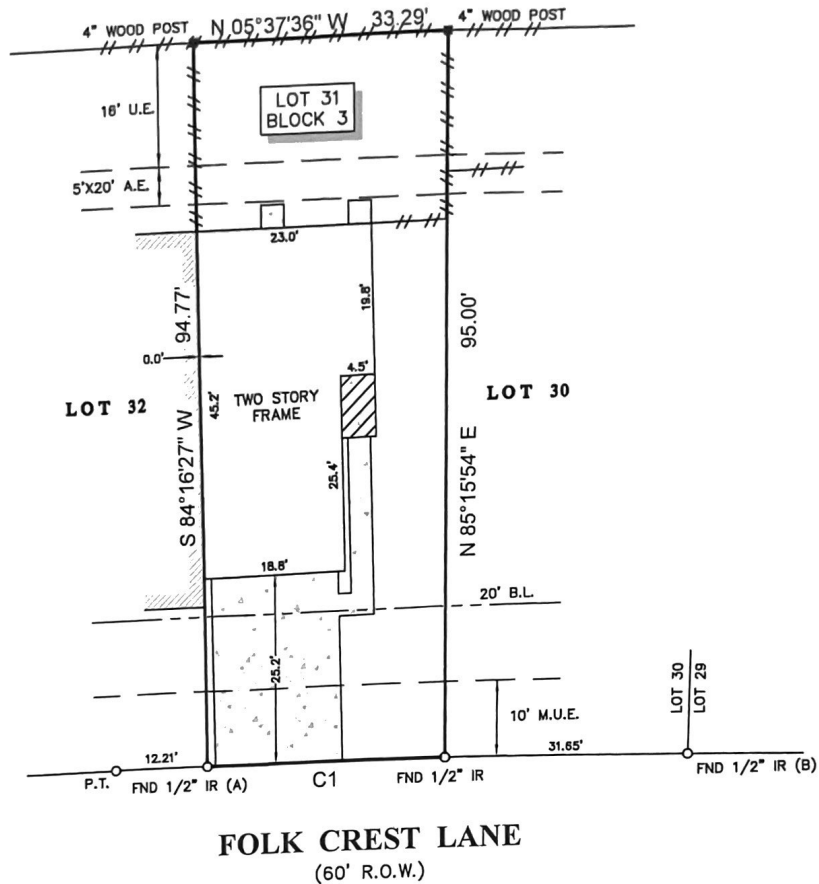 4" WOOD POST
N 05°37'36" W 33.29'
4" WOOD POST
16' U.E.
LOT 31
BLOCK 3
5'X20' A.E.
23.0'
19.8'
94.77'
95.00'
0.0'
4.5'
LOT 32
45.2'
TWO STORY
FRAME
LOT 30
S 84°16'27" W
25.4'
N 85°15'54" E
18.8'
20' B.L.
25.2'
10' M.U.E.
LOT 30
LOT 29
12.21'
31.65'
P.T.
FND 1/2" IR (A)
C1
FND 1/2" IR
FND 1/2" IR (B)
FOLK CREST LANE
(60' R.O.W.)